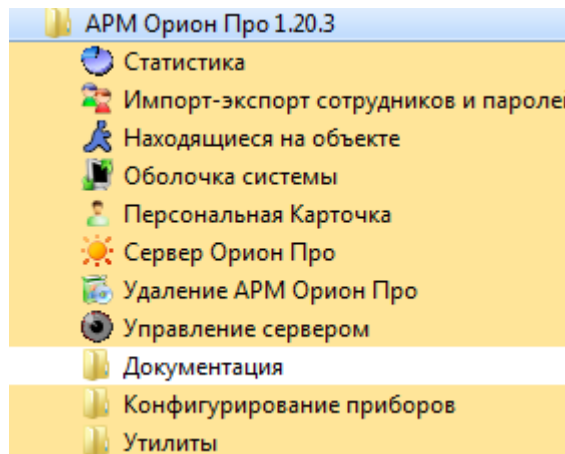 АРМ Орион Про 1.20.3
Статистика
Импорт-экспорт сотрудников и пароле
Находящиеся на объекте
Оболочка системы
Персональная Карточка
Сервер Орион Про
Удаление АРМ Орион Про
Управление сервером
Документация
Конфигурирование приборов
Утилиты